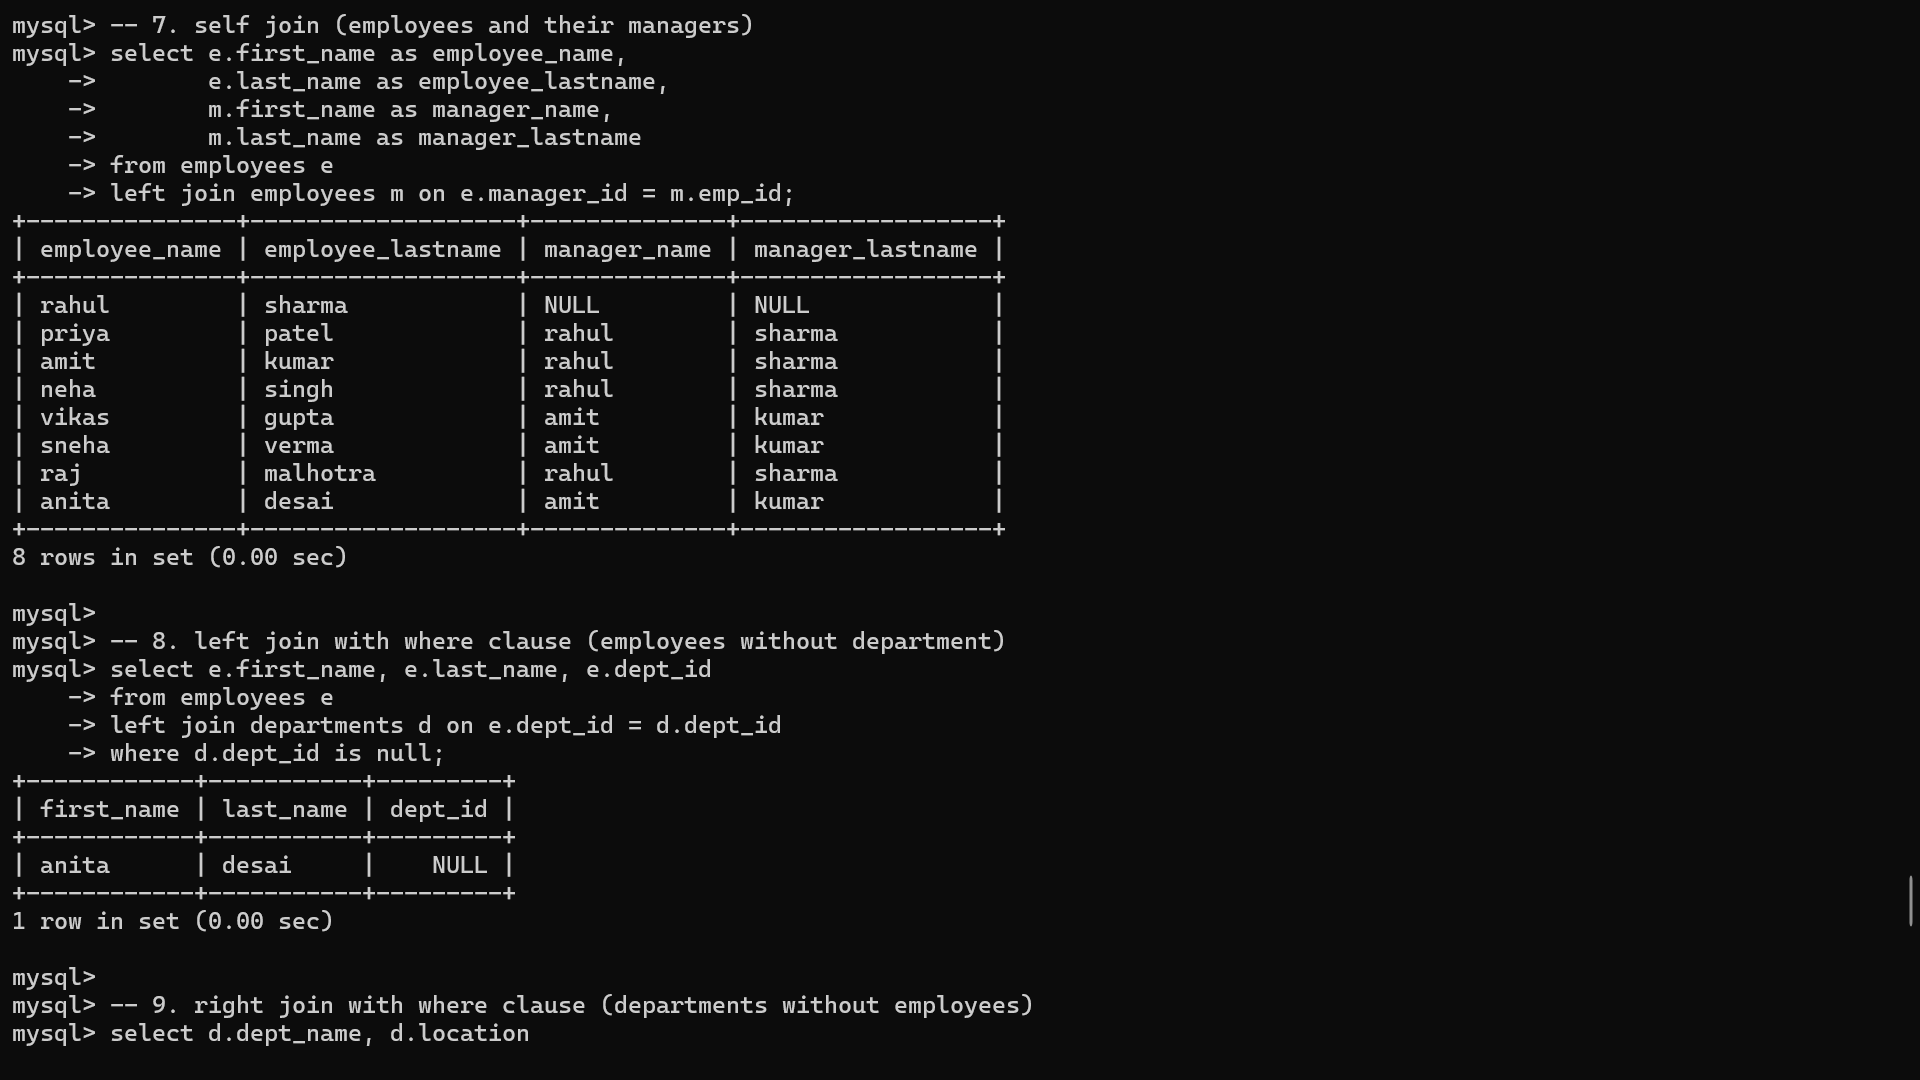 mysql> -- 7. self join (employees and their managers)
mysql> select e.first_name as employee_name,
    ->        e.last_name as employee_lastname,
    ->        m.first_name as manager_name,
    ->        m.last_name as manager_lastname
    -> from employees e
    -> left join employees m on e.manager_id = m.emp_id;
+---------------+-------------------+--------------+------------------+
| employee_name | employee_lastname | manager_name | manager_lastname |
+---------------+-------------------+--------------+------------------+
| rahul         | sharma            | NULL         | NULL             |
| priya         | patel             | rahul        | sharma           |
| amit          | kumar             | rahul        | sharma           |
| neha          | singh             | rahul        | sharma           |
| vikas         | gupta             | amit         | kumar            |
| sneha         | verma             | amit         | kumar            |
| raj           | malhotra          | rahul        | sharma           |
| anita         | desai             | amit         | kumar            |
+---------------+-------------------+--------------+------------------+
8 rows in set (0.00 sec)

mysql>
mysql> -- 8. left join with where clause (employees without department)
mysql> select e.first_name, e.last_name, e.dept_id
    -> from employees e
    -> left join departments d on e.dept_id = d.dept_id
    -> where d.dept_id is null;
+------------+-----------+---------+
| first_name | last_name | dept_id |
+------------+-----------+---------+
| anita      | desai     |    NULL |
+------------+-----------+---------+
1 row in set (0.00 sec)

mysql>
mysql> -- 9. right join with where clause (departments without employees)
mysql> select d.dept_name, d.location